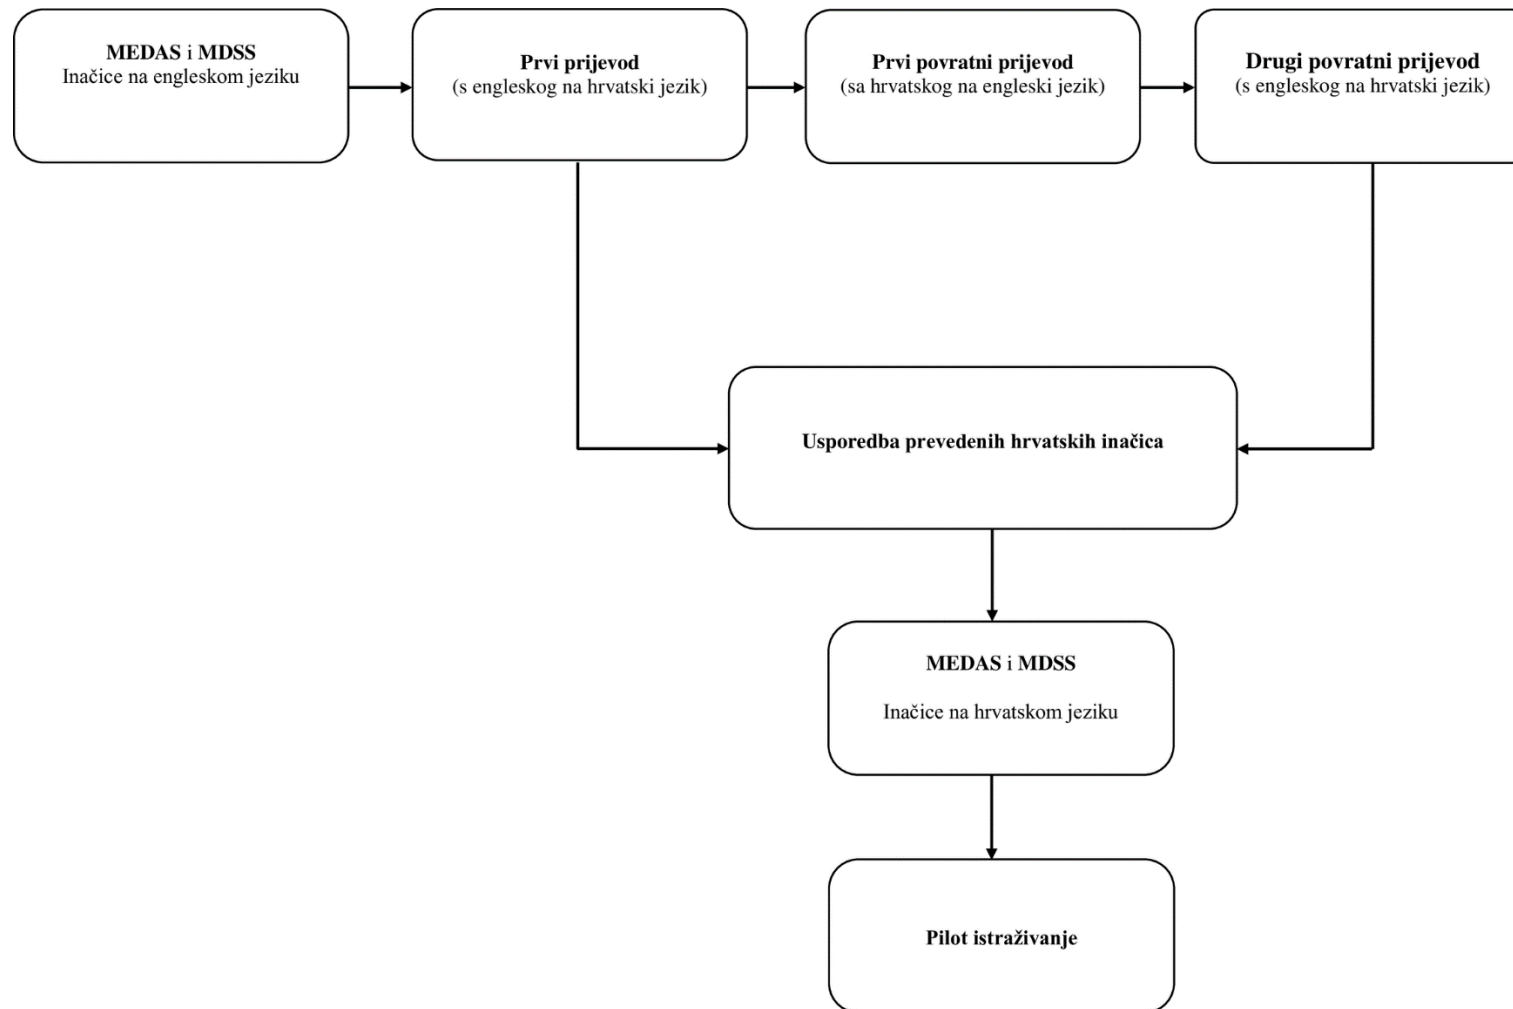 MEDAS i MDSS
Inačice na engleskom jeziku
Prvi prijevod
(s engleskog na hrvatski jezik)
Prvi povratni prijevod
(sa hrvatskog na engleski jezik)
Drugi povratni prijevod
(s engleskog na hrvatski jezik)
Usporedba prevedenih hrvatskih inačica
MEDAS i MDSS
Inačice na hrvatskom jeziku
Pilot istraživanje